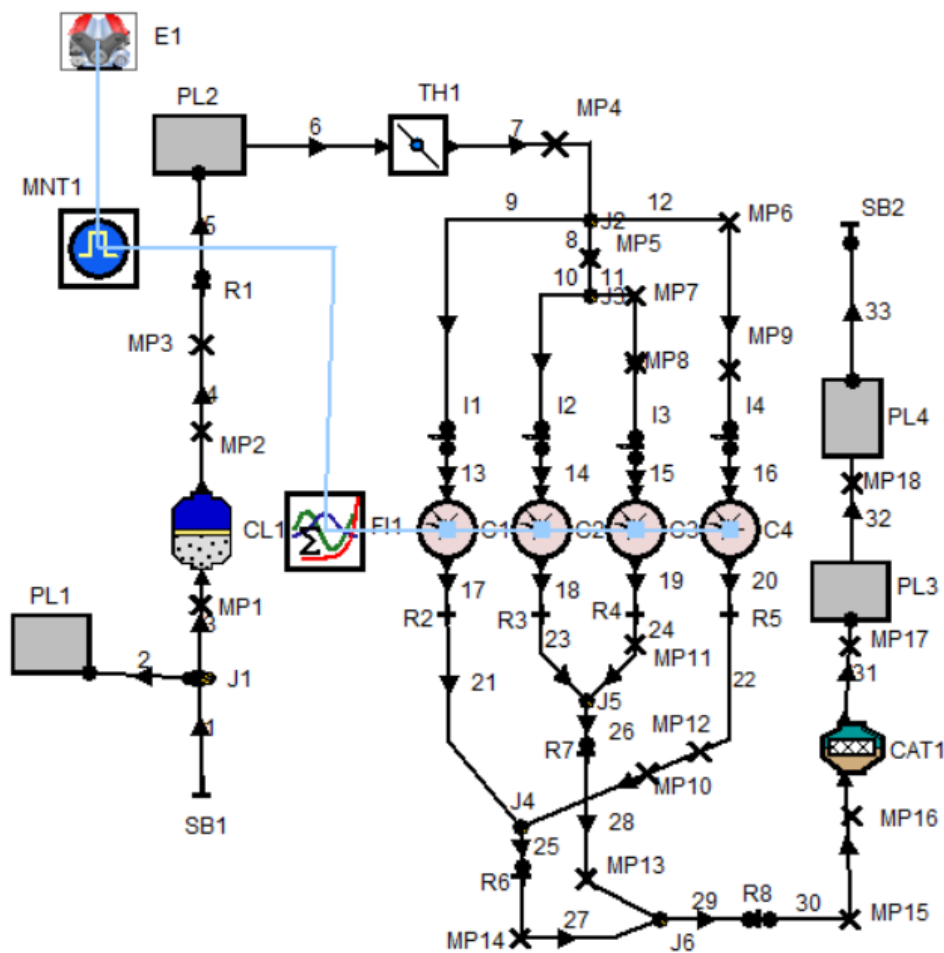 E1
PL2
TH1
MP4
6
7
MNT1
9
12
J2
MP6
SB2
8
MP5
5
R1
10
11
J3
MP7
MP3
MP9
33
MP8
4
I1
I2
I3
I4
PL4
MP2
13
14
15
16
MP18
CL1
FI1
C1
C2
C3
C4
32
PL1
MP1
17
18
19
20
PL3
3
R2
R3
R4
R5
23
24
MP11
MP17
2
J1
21
22
31
J5
1
26
MP12
R7
CAT1
MP10
SB1
J4
28
MP16
25
R6
MP13
29
R8
30
MP15
27
MP14
J6